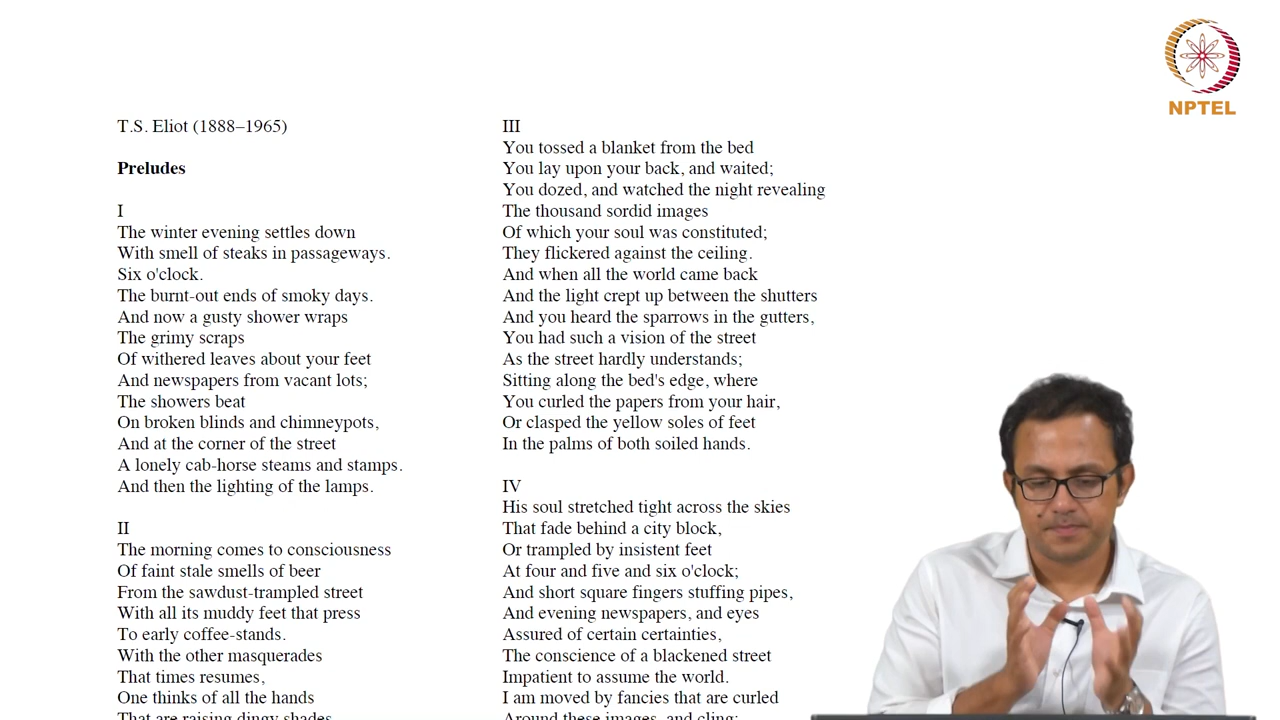 NPTEL
T.S. Eliot (1888–1965)
Preludes
I
The winter evening settles down
With smell of steaks in passageways.
Six o'clock.
The burnt-out ends of smoky days.
And now a gusty shower wraps
The grimy scraps
Of withered leaves about your feet
And newspapers from vacant lots;
The showers beat
On broken blinds and chimneypots,
And at the corner of the street
A lonely cab-horse steams and stamps.
And then the lighting of the lamps.
II
The morning comes to consciousness
Of faint stale smells of beer
From the sawdust-trampled street
With all its muddy feet that press
To early coffee-stands.
With the other masquerades
That times resumes,
One thinks of all the hands
That are raising dingy shades
III
You tossed a blanket from the bed
You lay upon your back, and waited;
You dozed, and watched the night revealing
The thousand sordid images
Of which your soul was constituted;
They flickered against the ceiling.
And when all the world came back
And the light crept up between the shutters
And you heard the sparrows in the gutters,
You had such a vision of the street
As the street hardly understands;
Sitting along the bed's edge, where
You curled the papers from your hair,
Or clasped the yellow soles of feet
In the palms of both soiled hands.
IV
His soul stretched tight across the skies
That fade behind a city block,
Or trampled by insistent feet
At four and five and six o'clock;
And short square fingers stuffing pipes,
And evening newspapers, and eyes
Assured of certain certainties,
The conscience of a blackened street
Impatient to assume the world.
I am moved by fancies that are curled
Around these images, and cling: